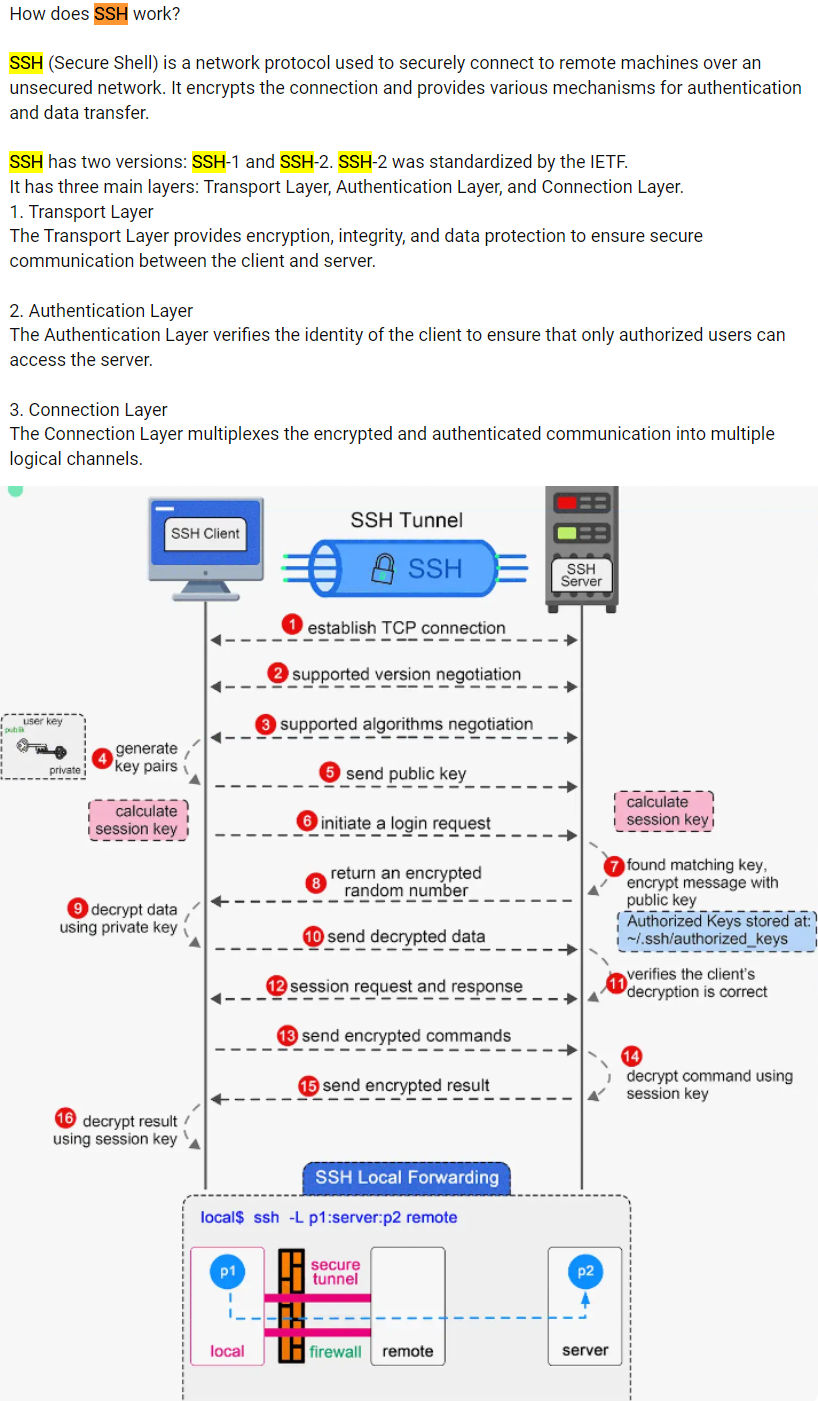 How does SSH work?
SSH (Secure Shell) is a network protocol used to securely connect to remote machines over an
unsecured network. It encrypts the connection and provides various mechanisms for authentication
and data transfer.
SSH has two versions: SSH-1 and SSH-2. SSH-2 was standardized by the IETF.
It has three main layers: Transport Layer, Authentication Layer, and Connection Layer.
1. Transport Layer
The Transport Layer provides encryption, integrity, and data protection to ensure secure
communication between the client and server.
2. Authentication Layer
The Authentication Layer verifies the identity of the client to ensure that only authorized users can
access the server.
3. Connection Layer
The Connection Layer multiplexes the encrypted and authenticated communication into multiple
logical channels.
SSH Client
SSH Tunnel
SSH
SSH
Server
1 establish TCP connection
2 supported version negotiation
3 supported algorithms negotiation
user key
publik
private
4 generate
key pairs
5 send public key
calculate
session key
calculate
session key
6 initiate a login request
7 found matching key,
encrypt message with
public key
8 return an encrypted
random number
Authorized Keys stored at:
~/.ssh/authorized_keys
9 decrypt data
using private key
10 send decrypted data
11 verifies the client's
decryption is correct
12 session request and response
13 send encrypted commands
14
decrypt command using
session key
15 send encrypted result
16 decrypt result
using session key
SSH Local Forwarding
local$ ssh -L p1:server:p2 remote
p1
secure
tunnel
p2
local
firewall
remote
server